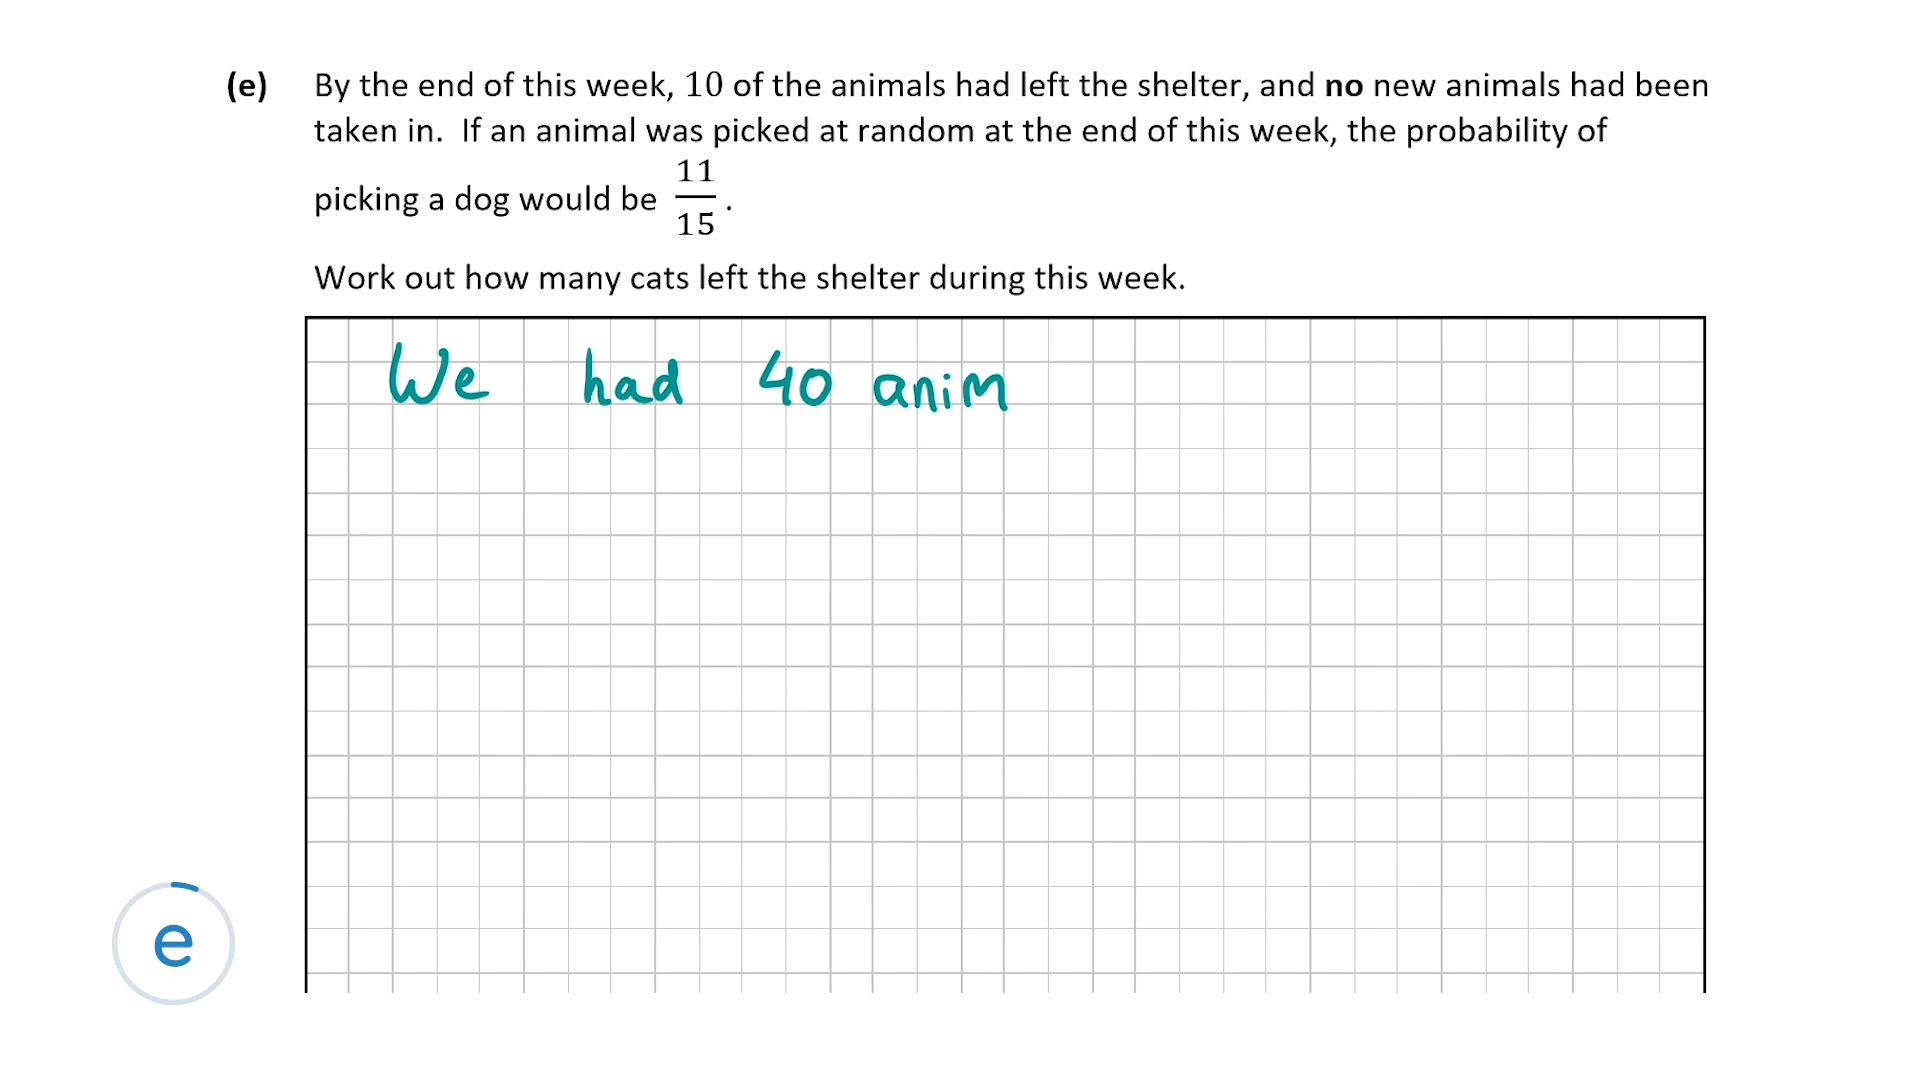 (e) By the end of this week, 10 of the animals had left the shelter, and no new animals had been
taken in. If an animal was picked at random at the end of this week, the probability of
picking a dog would be 11/15 .
Work out how many cats left the shelter during this week.
We had 40 anim
e